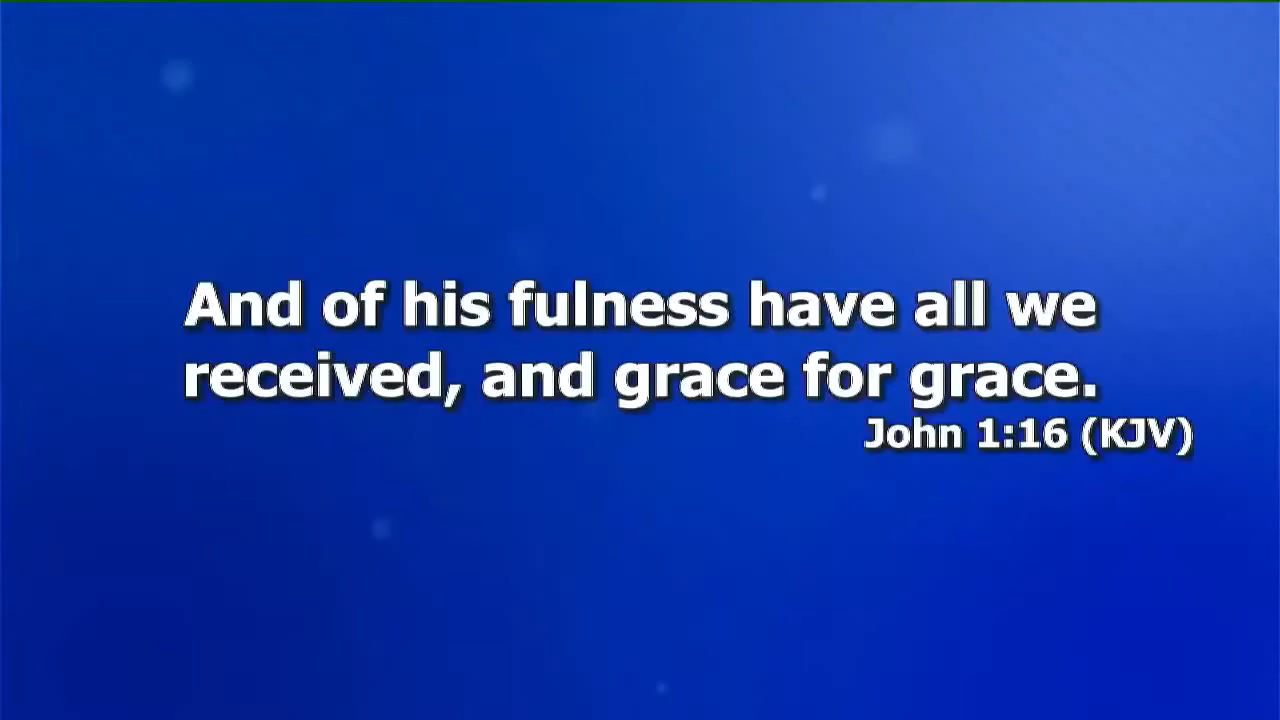 And of his fulness have all we
received, and grace for grace.
John 1:16 (KJV)